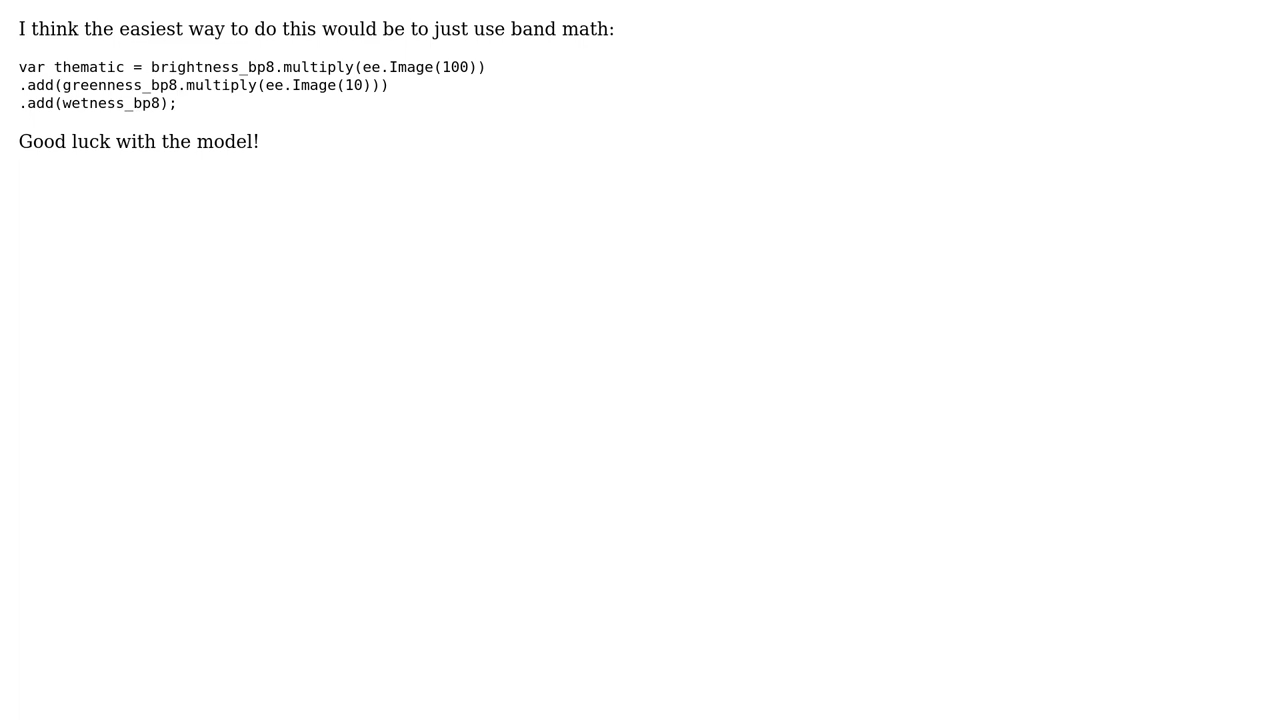 I think the easiest way to do this would be to just use band math:
var thematic = brightness_bp8.multiply(ee.Image(100))
.add(greenness_bp8.multiply(ee.Image(10)))
.add(wetness_bp8);
Good luck with the model!